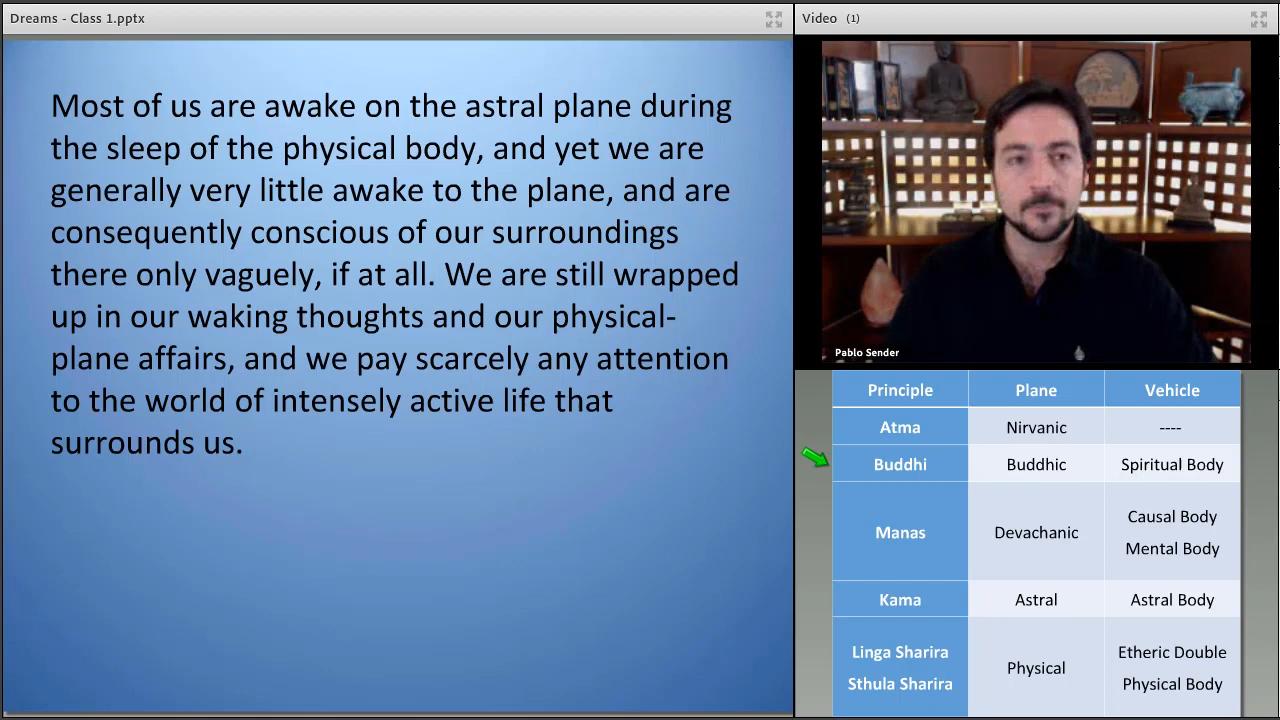 Dreams - Class 1.pptx
Most of us are awake on the astral plane during
the sleep of the physical body, and yet we are
generally very little awake to the plane, and are
consequently conscious of our surroundings
there only vaguely, if at all. We are still wrapped
up in our waking thoughts and our physical-
plane affairs, and we pay scarcely any attention
to the world of intensely active life that
surrounds us.
Video (1)
Pablo Sender
Principle Plane Vehicle
Atma Nirvanic ----
Buddhi Buddhic Spiritual Body
Manas Devachanic Causal Body
Mental Body
Kama Astral Astral Body
Linga Sharira Physical Etheric Double
Sthula Sharira Physical Body